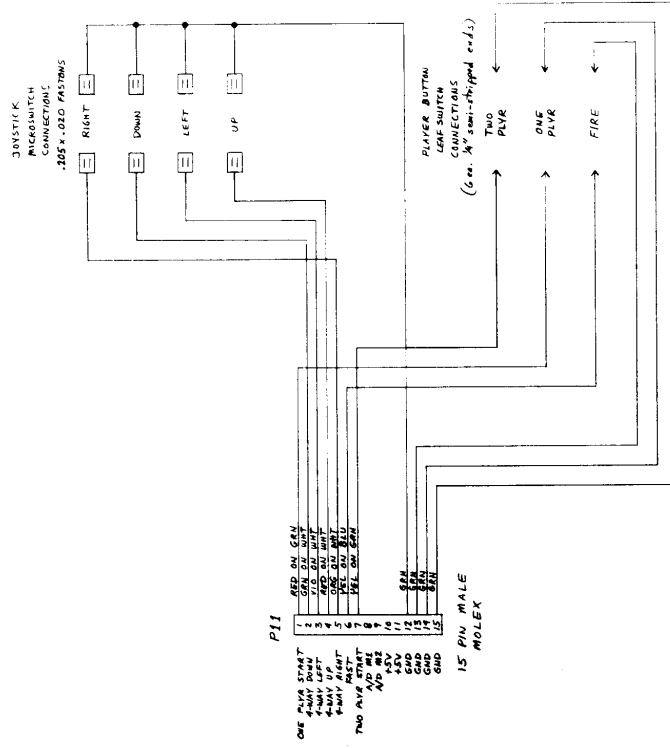 JOYSTICK
MICROSWITCH
CONNECTIONS
.205 x .020 FASTONS
RIGHT
DOWN
LEFT
UP
PLAYER BUTTON
LEAF SWITCH
CONNECTIONS
(6 ea. ¼" semi-stripped ends)
TWO
PLYR
ONE
PLYR
FIRE
P11
RED ON GRN
GRN ON WHT
VIO ON WHT
RED ON WHT
ORG ON WHT
YEL ON BLU
YEL ON GRN
GRN
GRN
GRN
GRN
1
2
3
4
5
6
7
8
9
10
11
12
13
14
15
ONE PLYR START
4-WAY DOWN
4-WAY LEFT
4-WAY UP
4-WAY RIGHT
FAST
TWO PLYR START
A/D M1
A/D M2
+5V
+5V
GND
GND
GND
GND
15 PIN MALE
MOLEX